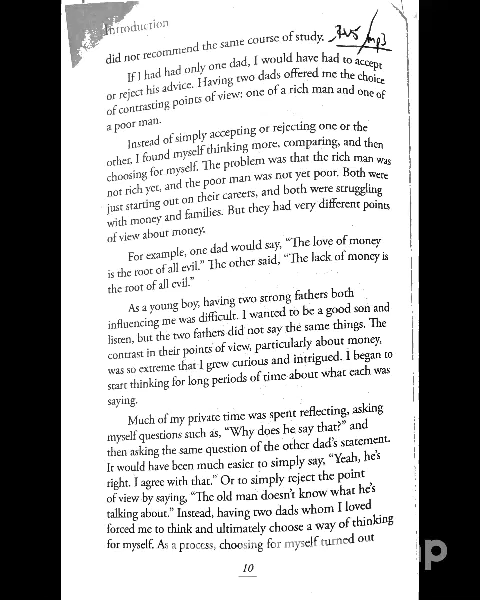 Introduction
did not recommend the same course of study.
If I had had only one dad, I would have had to accept
or reject his advice. Having two dads offered me the choice
of contrasting points of view; one of a rich man and one of
a poor man.
Instead of simply accepting or rejecting one or the
other, I found myself thinking more, comparing, and then
choosing for myself. The problem was that the rich man was
not rich yet, and the poor man was not yet poor. Both were
just starting out on their careers, and both were struggling
with money and families. But they had very different points
of view about money.
For example, one dad would say, “The love of money
is the root of all evil.” The other said, “The lack of money is
the root of all evil.”
As a young boy, having two strong fathers both
influencing me was difficult. I wanted to be a good son and
listen, but the two fathers did not say the same things. The
contrast in their points of view, particularly about money,
was so extreme that I grew curious and intrigued. I began to
start thinking for long periods of time about what each was
saying.
Much of my private time was spent reflecting, asking
myself questions such as, “Why does he say that?” and
then asking the same question of the other dad’s statement.
It would have been much easier to simply say, “Yeah, he’s
right. I agree with that.” Or to simply reject the point
of view by saying, “The old man doesn’t know what he’s
talking about.” Instead, having two dads whom I loved
forced me to think and ultimately choose a way of thinking
for myself. As a process, choosing for myself turned out
10
p